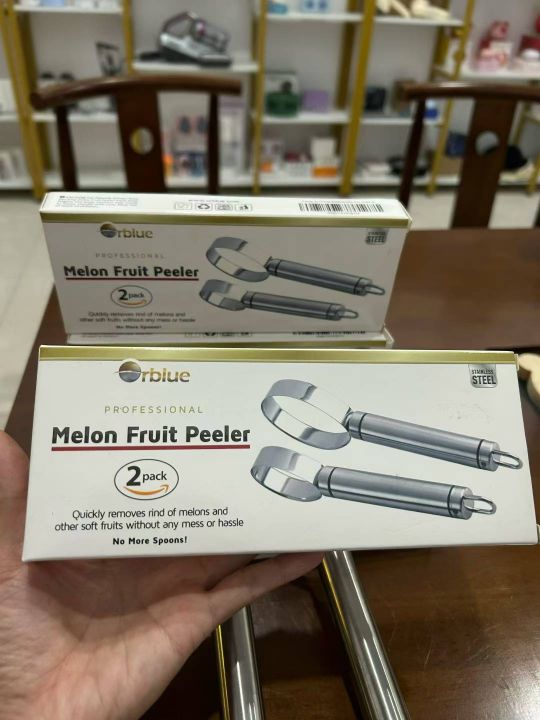 Orblue
PROFESSIONAL
Melon Fruit Peeler
2 pack
Quickly removes rind of melons and
other soft fruits without any mess or hassle
No More Spoons!
STAINLESS
STEEL
Orblue
PROFESSIONAL
Melon Fruit Peeler
2 pack
Quickly removes rind of melons and
other soft fruits without any mess or hassle
No More Spoons!
STAINLESS
STEEL